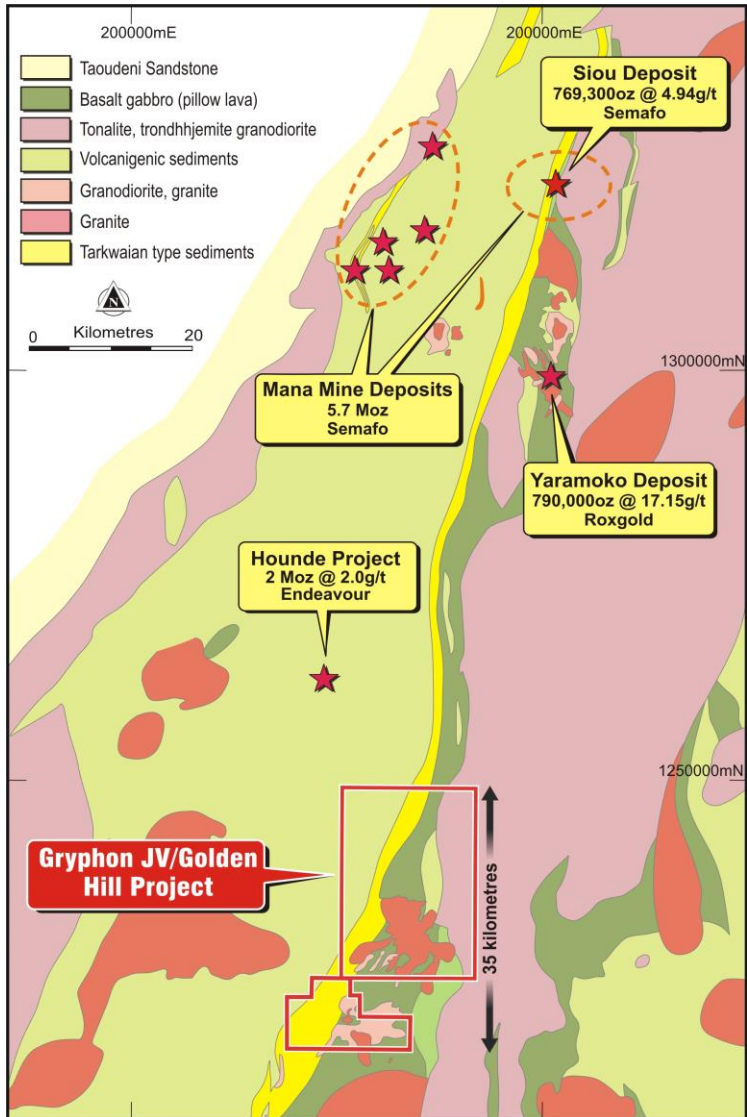 200000mE
200000mE
Taoudeni Sandstone
Basalt gabbro (pillow lava)
Tonalite, trondhhjemite granodiorite
Volcanigenic sediments
Granodiorite, granite
Granite
Tarkwaian type sediments
N
Kilometres
0
20
Siou Deposit
769,300oz @ 4.94g/t
Semafo
1300000mN
Mana Mine Deposits
5.7 Moz
Semafo
Yaramoko Deposit
790,000oz @ 17.15g/t
Roxgold
Hounde Project
2 Moz @ 2.0g/t
Endeavour
1250000mN
Gryphon JV/Golden
Hill Project
35 kilometres